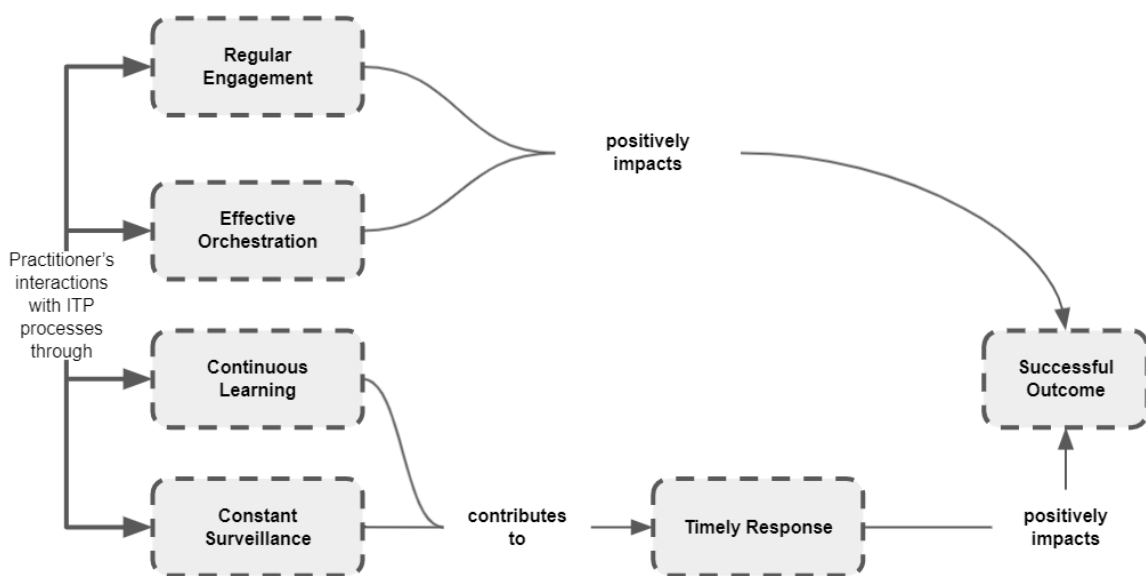 Regular
Engagement
positively
impacts
Effective
Orchestration
Practitioner's
interactions
with ITP
processes
through
Continuous
Learning
Successful
Outcome
Constant
Surveillance
contributes
to
Timely Response
positively
impacts